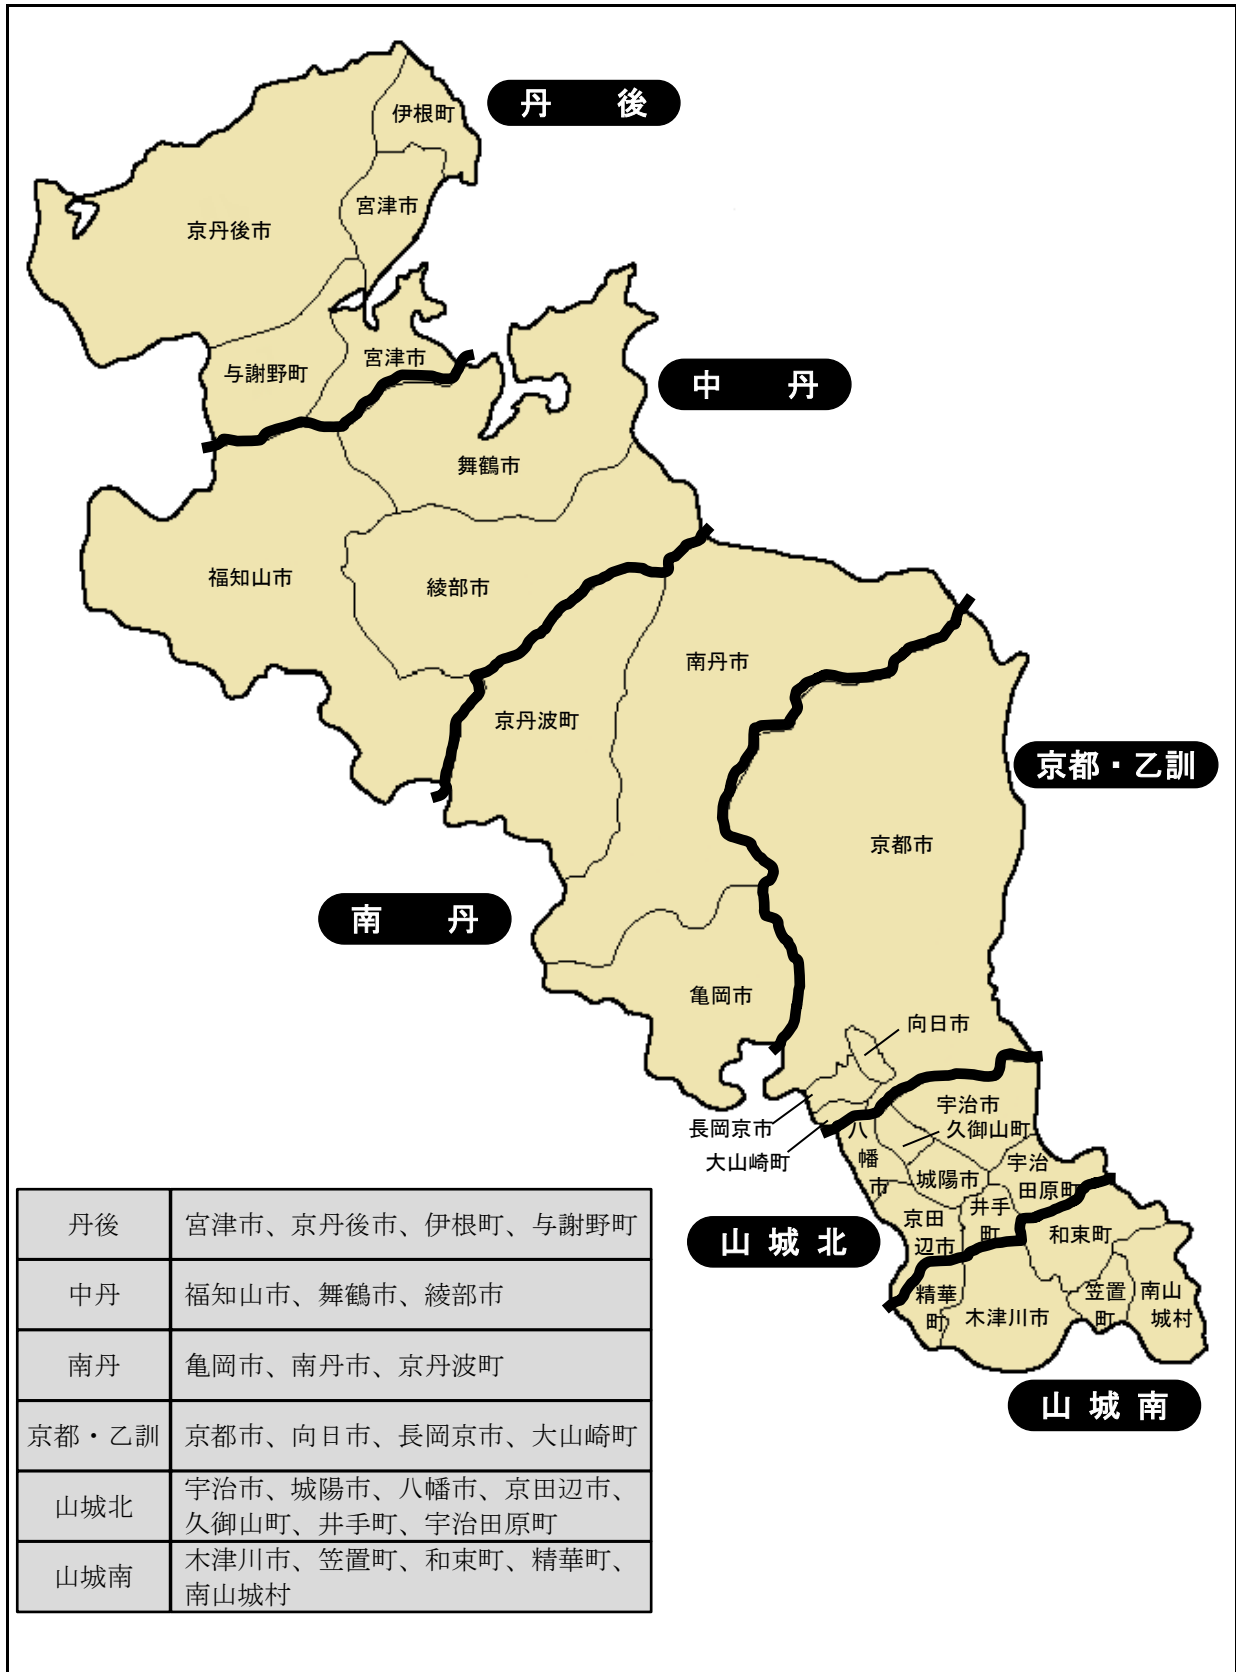 丹　後
伊根町
宮津市
京丹後市
宮津市
与謝野町
中　丹
舞鶴市
福知山市
綾部市
南丹市
京丹波町
京都・乙訓
京都市
南　丹
亀岡市
向日市
長岡京市
大山崎町
宇治市
久御山町
八
幡
市
城陽市
宇治
田原町
井手
町
京田
辺市
山城北
和束町
精華
町
木津川市
笠置
町
南山
城村
山城南
丹後 宮津市、京丹後市、伊根町、与謝野町
中丹 福知山市、舞鶴市、綾部市
南丹 亀岡市、南丹市、京丹波町
京都・乙訓 京都市、向日市、長岡京市、大山崎町
山城北 宇治市、城陽市、八幡市、京田辺市、
久御山町、井手町、宇治田原町
山城南 木津川市、笠置町、和束町、精華町、
南山城村